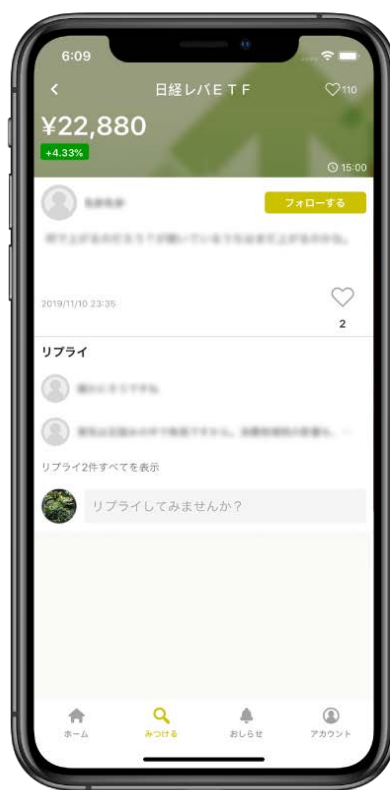 6:09
日経レバＥＴＦ
110
¥22,880
+4.33%
15:00
フォローする
2019/11/10 23:35
2
リプライ
リプライ2件すべてを表示
リプライしてみませんか？
ホーム
みつける
おしらせ
アカウント